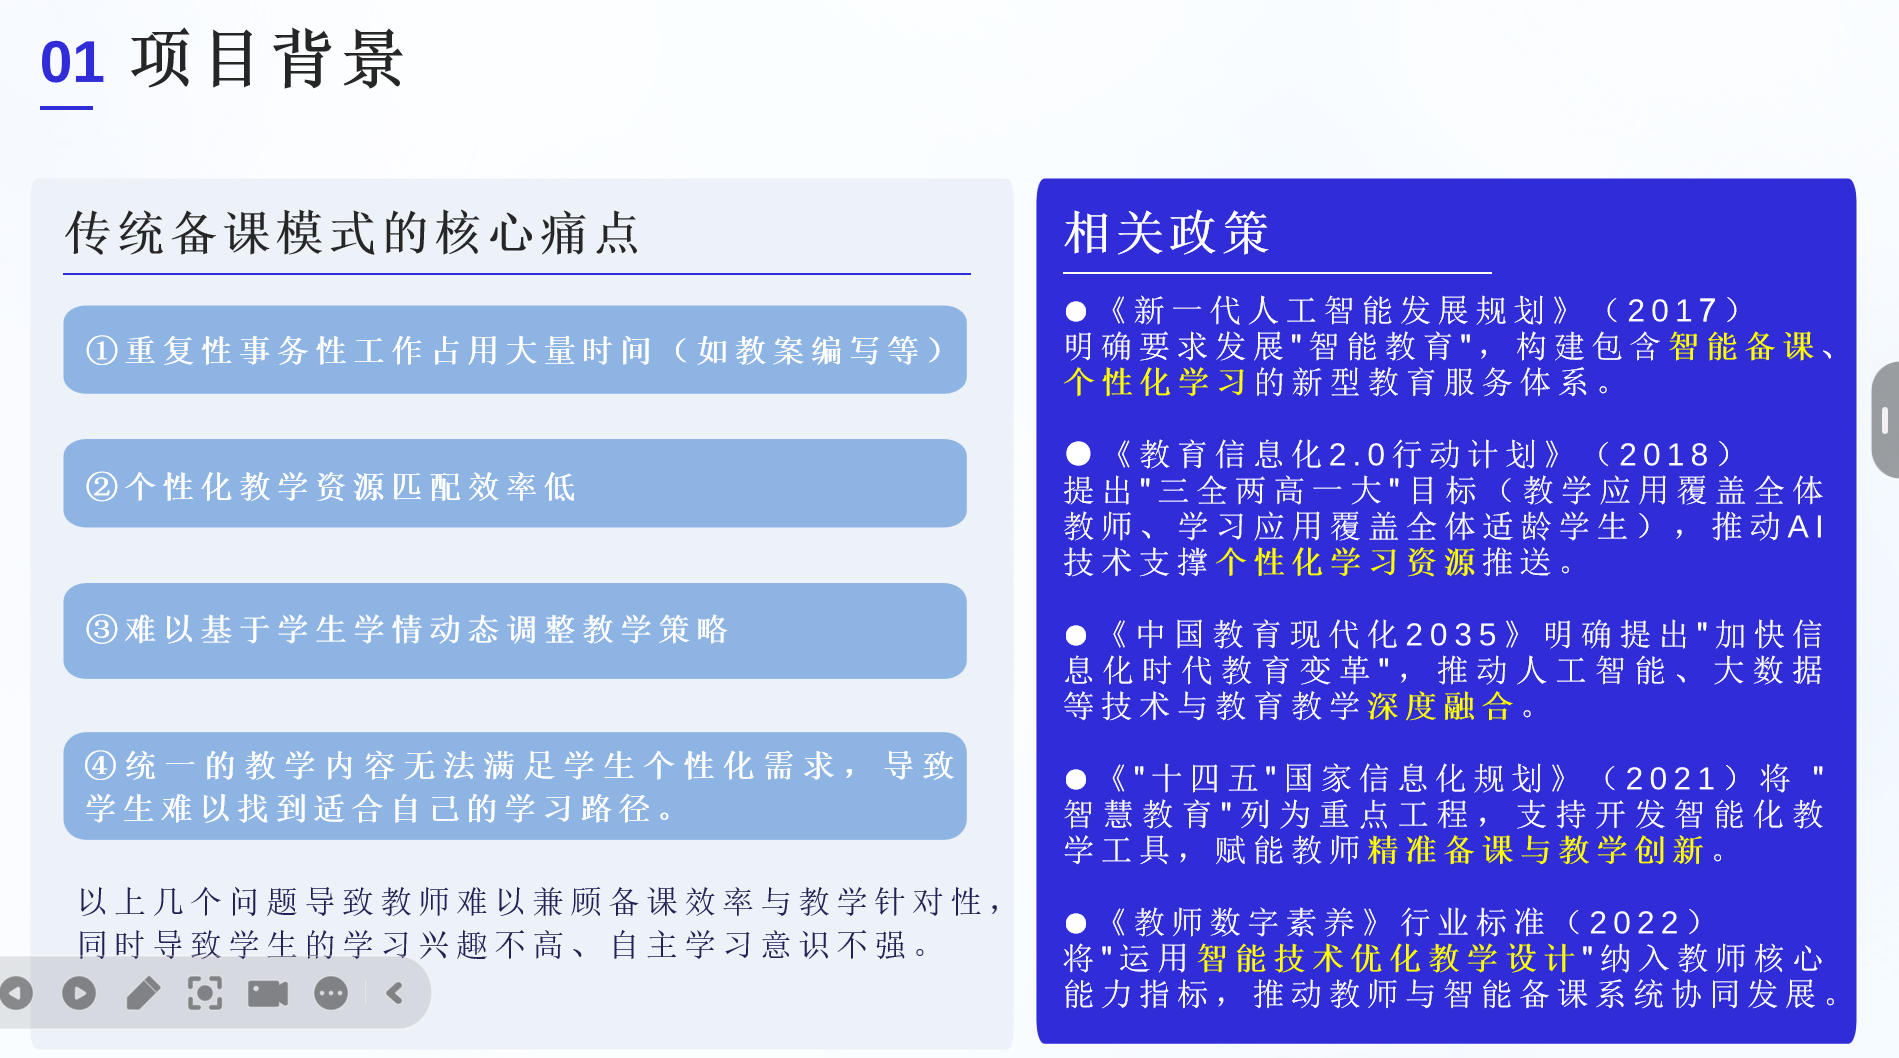 01 项目背景
传统备课模式的核心痛点
①重复性事务性工作占用大量时间（如教案编写等）
②个性化教学资源匹配效率低
③难以基于学生学情动态调整教学策略
④统一的教学内容无法满足学生个性化需求，导致
学生难以找到适合自己的学习路径。
以上几个问题导致教师难以兼顾备课效率与教学针对性，
同时导致学生的学习兴趣不高、自主学习意识不强。
相关政策
●《新一代人工智能发展规划》（2017）
明确要求发展"智能教育"，构建包含智能备课、
个性化学习的新型教育服务体系。
●《教育信息化2.0行动计划》（2018）
提出"三全两高一大"目标（教学应用覆盖全体
教师、学习应用覆盖全体适龄学生），推动AI
技术支撑个性化学习资源推送。
●《中国教育现代化2035》明确提出"加快信
息化时代教育变革"，推动人工智能、大数据
等技术与教育教学深度融合。
●《"十四五"国家信息化规划》（2021）将 "
智慧教育"列为重点工程，支持开发智能化教
学工具，赋能教师精准备课与教学创新。
●《教师数字素养》行业标准（2022）
将"运用智能技术优化教学设计"纳入教师核心
能力指标，推动教师与智能备课系统协同发展。